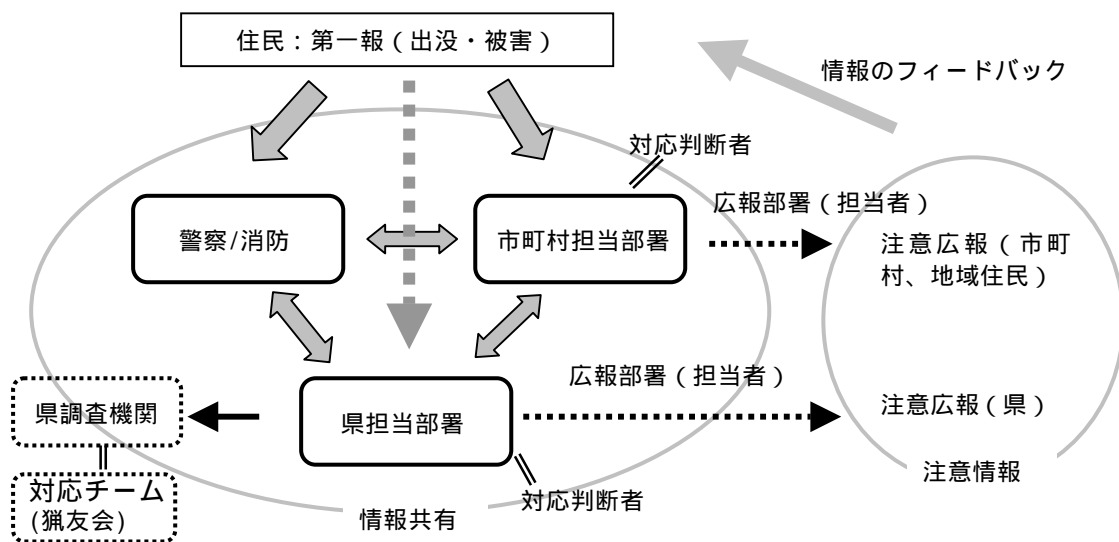 住民：第一報（出没・被害）
情報のフィードバック
対応判断者
広報部署（担当者）
警察/消防
市町村担当部署
注意広報（市町
村、地域住民）
広報部署（担当者）
県調査機関
県担当部署
注意広報（県）
注意情報
対応チーム
(猟友会)
対応判断者
情報共有